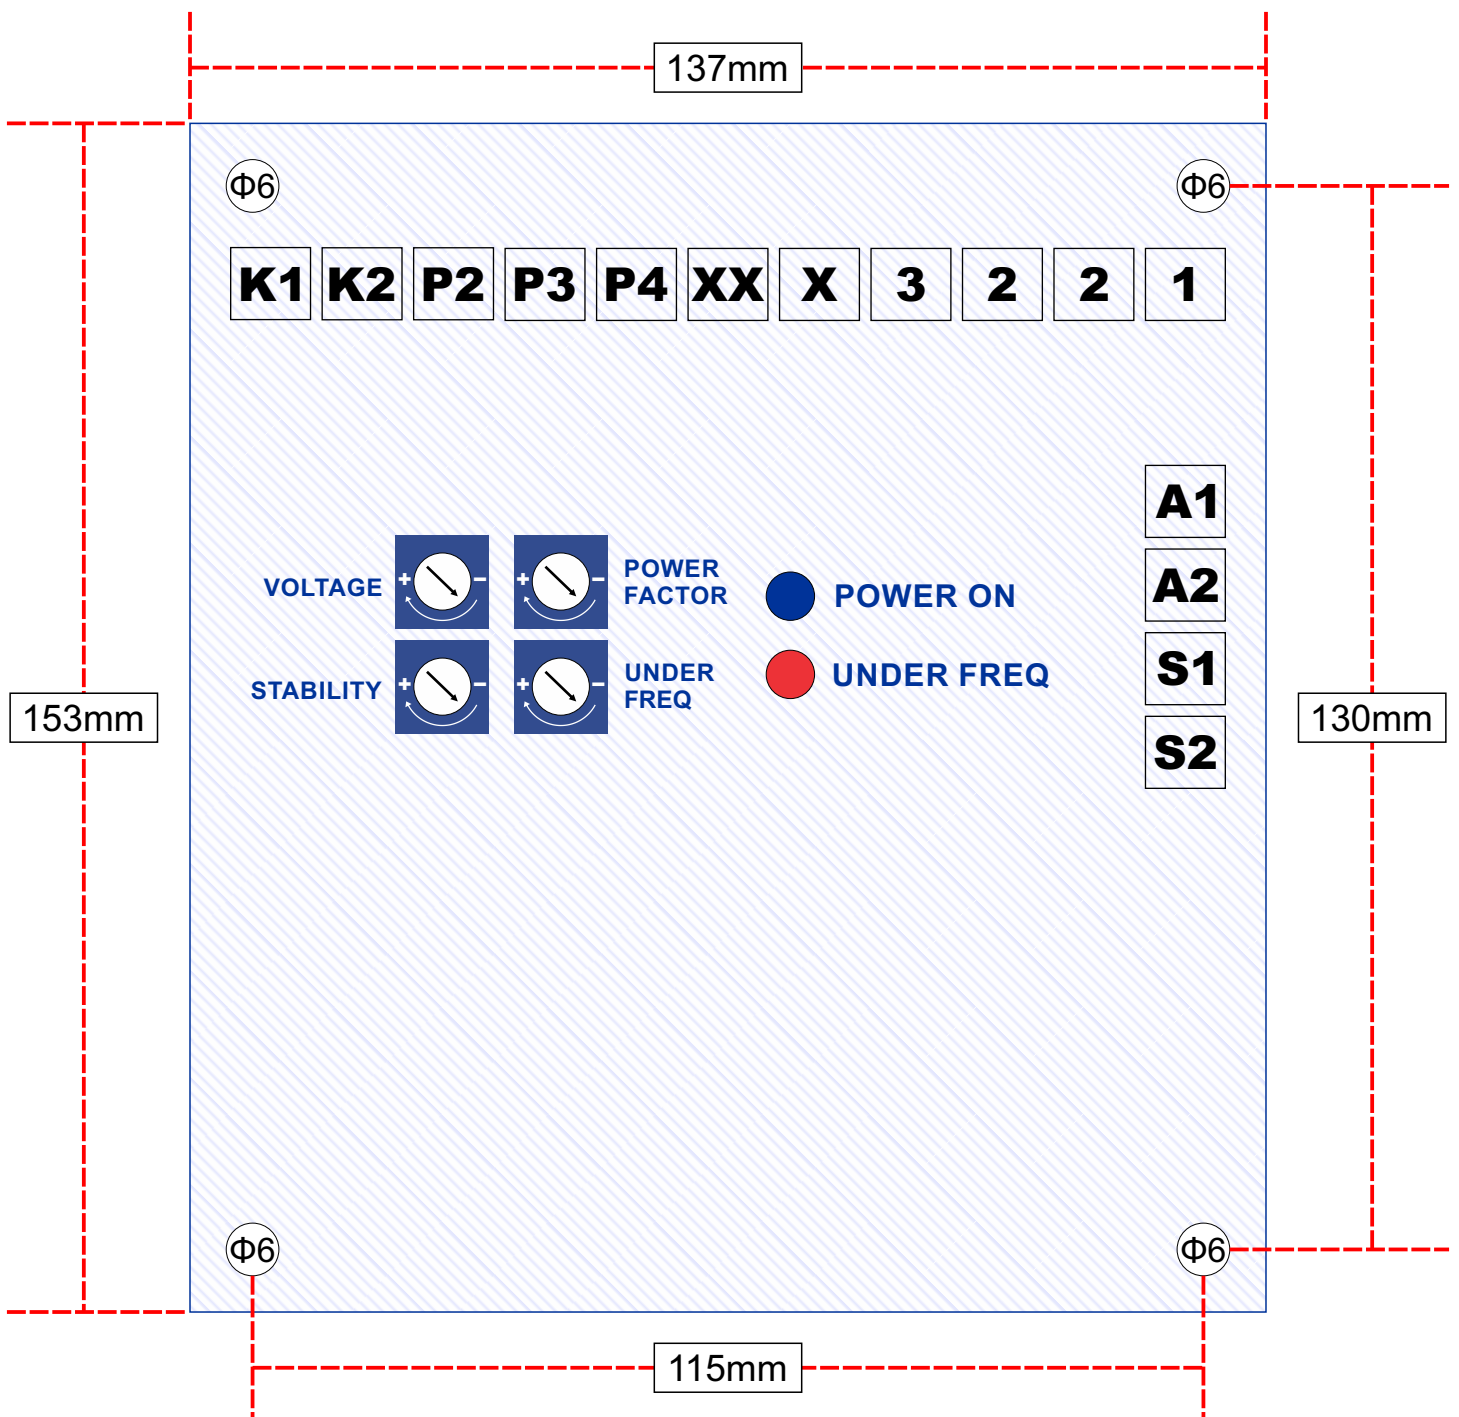 137mm
Φ6 Φ6
K1 K2 P2 P3 P4 XX X 3 2 2 1
A1
A2
S1
S2
VOLTAGE
+ −
+ −
POWER
FACTOR
STABILITY
+ −
+ −
UNDER
FREQ
POWER ON
UNDER FREQ
153mm
130mm
Φ6 Φ6
115mm